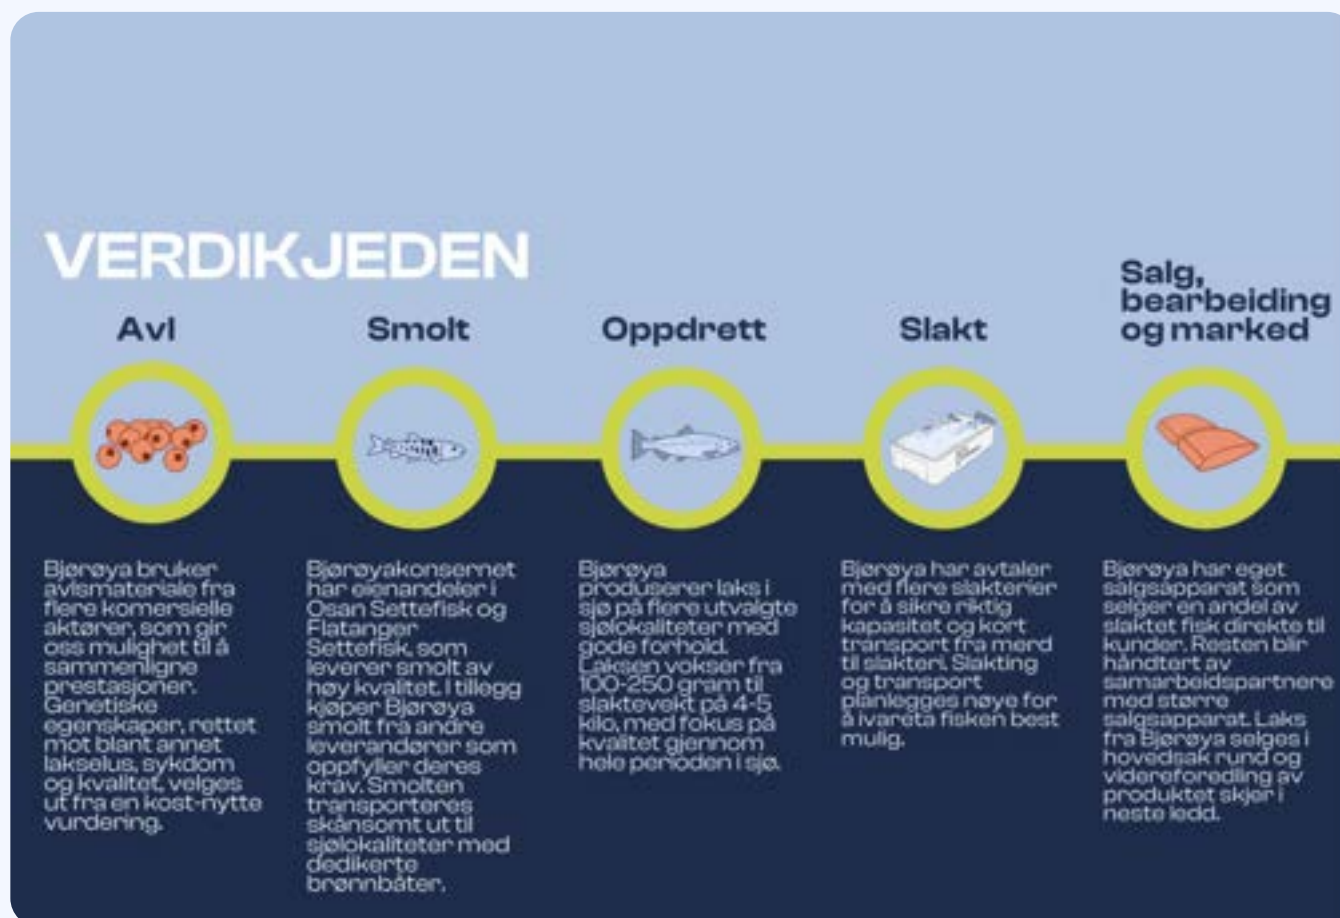 VERDIKJEDEN
Avl
Bjørøya bruker
avlsmateriale fra
flere komersielle
aktører, som gir
oss mulighet til å
sammenligne
prestasjoner.
Genetiske
egenskaper, rettet
mot blant annet
lakselus, sykdom
og kvalitet, velges
ut fra en kost-nytte
vurdering.
Smolt
Bjørøyakonsernet
har eienandeler i
Osan Settefisk og
Flatanger
Settefisk, som
leverer smolt av
høy kvalitet. I tillegg
kjøper Bjørøya
smolt fra andre
leverandører som
oppfyller deres
krav. Smolten
transporteres
skånsomt ut til
sjølokaliteter med
dedikerte
brønnbåter.
Oppdrett
Bjørøya
produserer laks i
sjø på flere utvalgte
sjølokaliteter med
gode forhold.
Laksen vokser fra
100-250 gram til
slaktevekt på 4-5
kilo, med fokus på
kvalitet gjennom
hele perioden i sjø.
Slakt
Bjørøya har avtaler
med flere slakterier
for å sikre riktig
kapasitet og kort
transport fra merd
til slakteri. Slakting
og transport
planlegges nøye for
å ivareta fisken best
mulig.
Salg,
bearbeiding
og marked
Bjørøya har eget
salgsapparat som
selger en andel av
slaktet fisk direkte til
kunder. Resten blir
håndtert av
samarbeidspartnere
med større
salgsapparat. Laks
fra Bjørøya selges i
hovedsak rund og
videreforedling av
produktet skjer i
neste ledd.